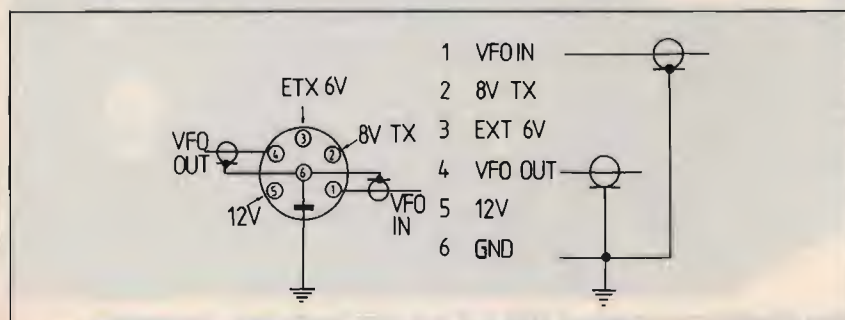 ETX 6V
3
VFO
OUT
4
2
8V TX
6
5
1
12V
VFO
IN
1 VFO IN
2 8V TX
3 EXT 6V
4 VFO OUT
5 12V
6 GND